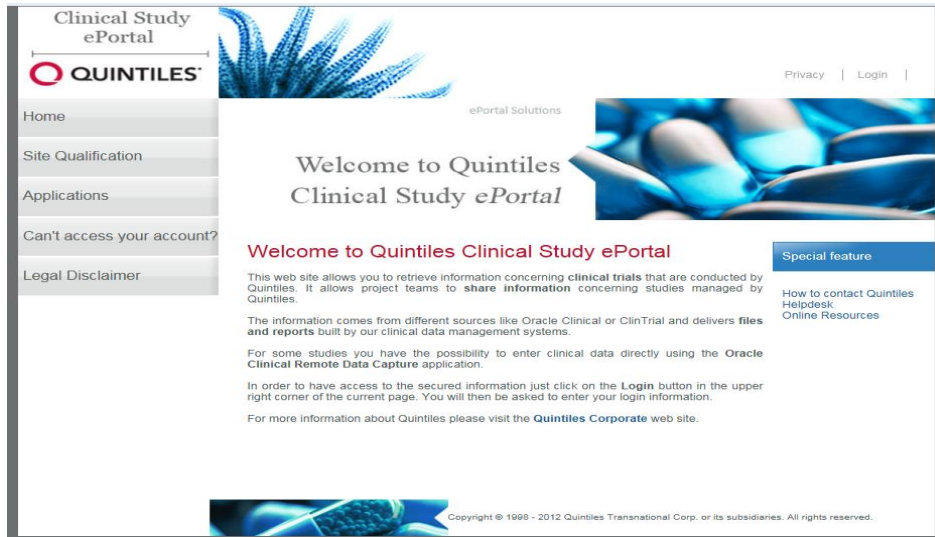 Clinical Study
ePortal
QUINTILES
Privacy | Login |
Home
Site Qualification
Applications
Can't access your account?
Legal Disclaimer
ePortal Solutions
Welcome to Quintiles
Clinical Study ePortal
Welcome to Quintiles Clinical Study ePortal
This web site allows you to retrieve information concerning clinical trials that are conducted by
Quintiles. It allows project teams to share information concerning studies managed by
Quintiles.
The information comes from different sources like Oracle Clinical or ClinTrial and delivers files
and reports built by our clinical data management systems.
For some studies you have the possibility to enter clinical data directly using the Oracle
Clinical Remote Data Capture application.
In order to have access to the secured information just click on the Login button in the upper
right corner of the current page. You will then be asked to enter your login information.
For more information about Quintiles please visit the Quintiles Corporate web site.
Special feature
How to contact Quintiles
Helpdesk
Online Resources
Copyright © 1998 - 2012 Quintiles Transnational Corp. or its subsidiaries. All rights reserved.